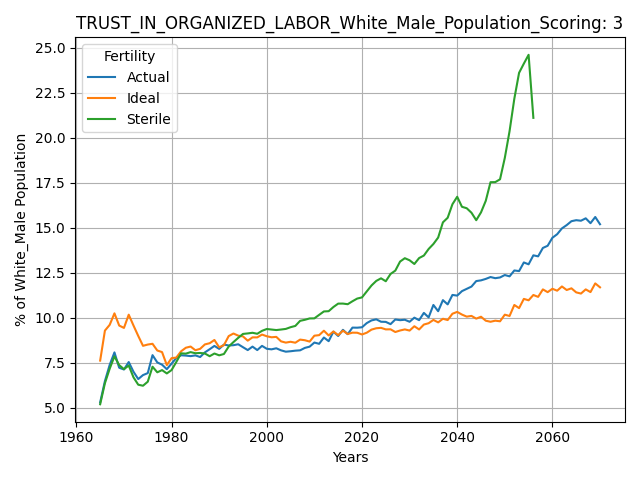 TRUST_IN_ORGANIZED_LABOR_White_Male_Population_Scoring: 3
Fertility
Actual
Ideal
Sterile
% of White_Male Population
25.0
22.5
20.0
17.5
15.0
12.5
10.0
7.5
5.0
1960
1980
2000
2020
2040
2060
Years